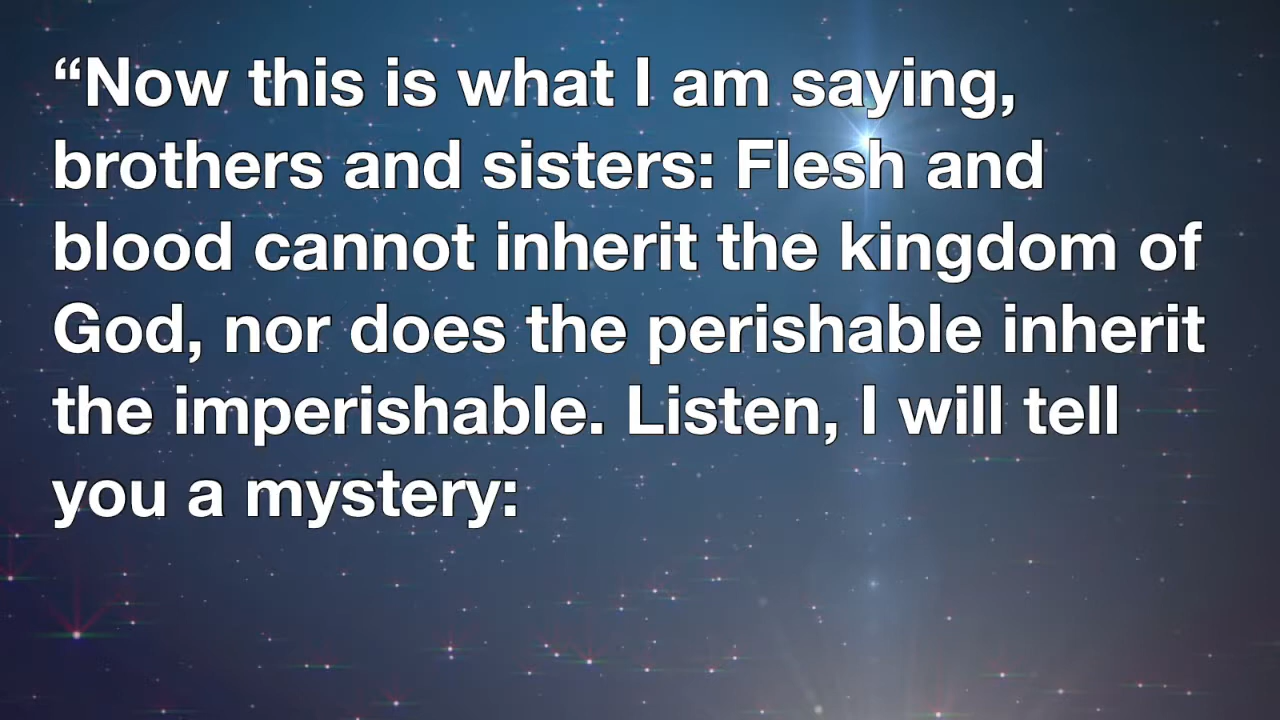 “Now this is what I am saying,
brothers and sisters: Flesh and
blood cannot inherit the kingdom of
God, nor does the perishable inherit
the imperishable. Listen, I will tell
you a mystery: